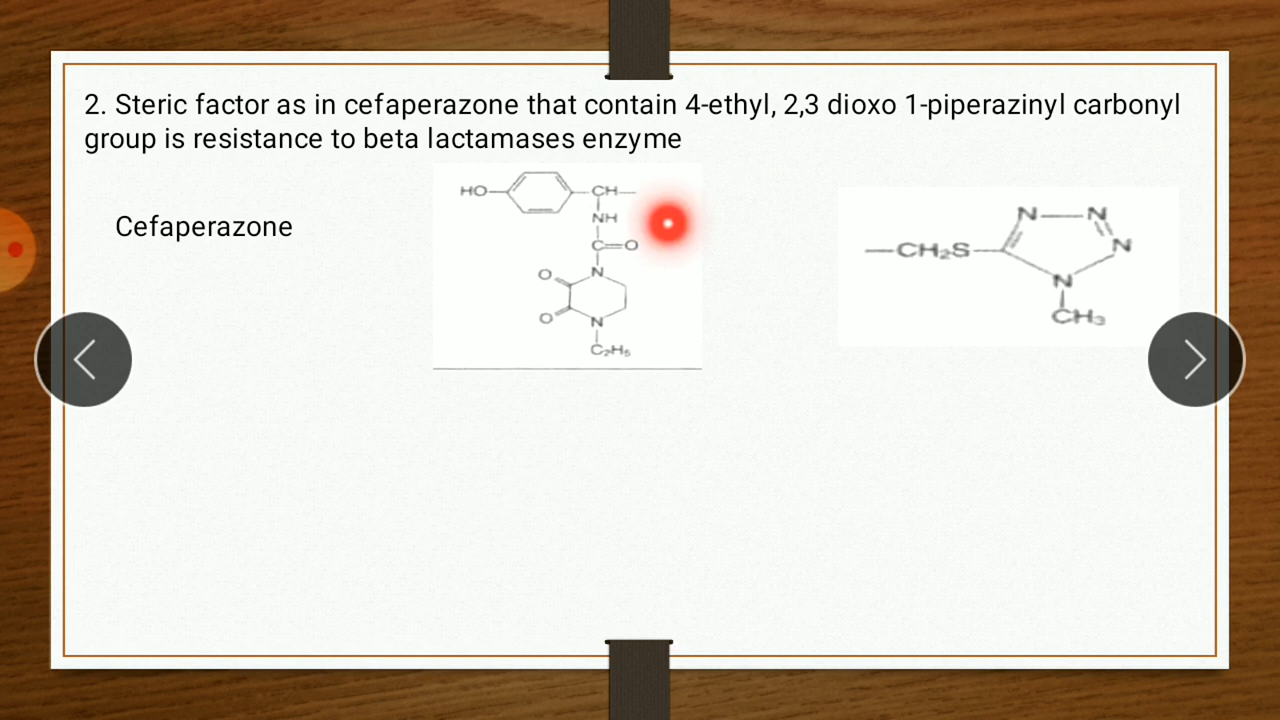 2. Steric factor as in cefaperazone that contain 4-ethyl, 2,3 dioxo 1-piperazinyl carbonyl
group is resistance to beta lactamases enzyme
Cefaperazone
HO
CH
NH
C=O
N
O
O
N
C₂H₅
N
N
N
—CH₂S
N
CH₃